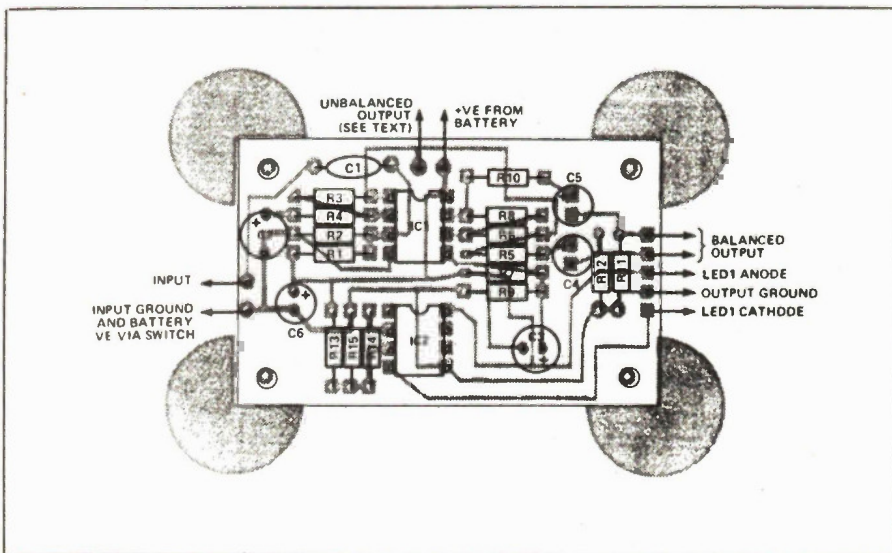 UNBALANCED
OUTPUT
(SEE TEXT)
+VE FROM
BATTERY
C1
R10
C5
R3
R4
R2
R1
IC1
R8
R5
C4
R9
R12
R11
BALANCED
OUTPUT
LED1 ANODE
OUTPUT GROUND
LED1 CATHODE
INPUT
INPUT GROUND
AND BATTERY
VE VIA SWITCH
C6
R13
R15
R14
IC2